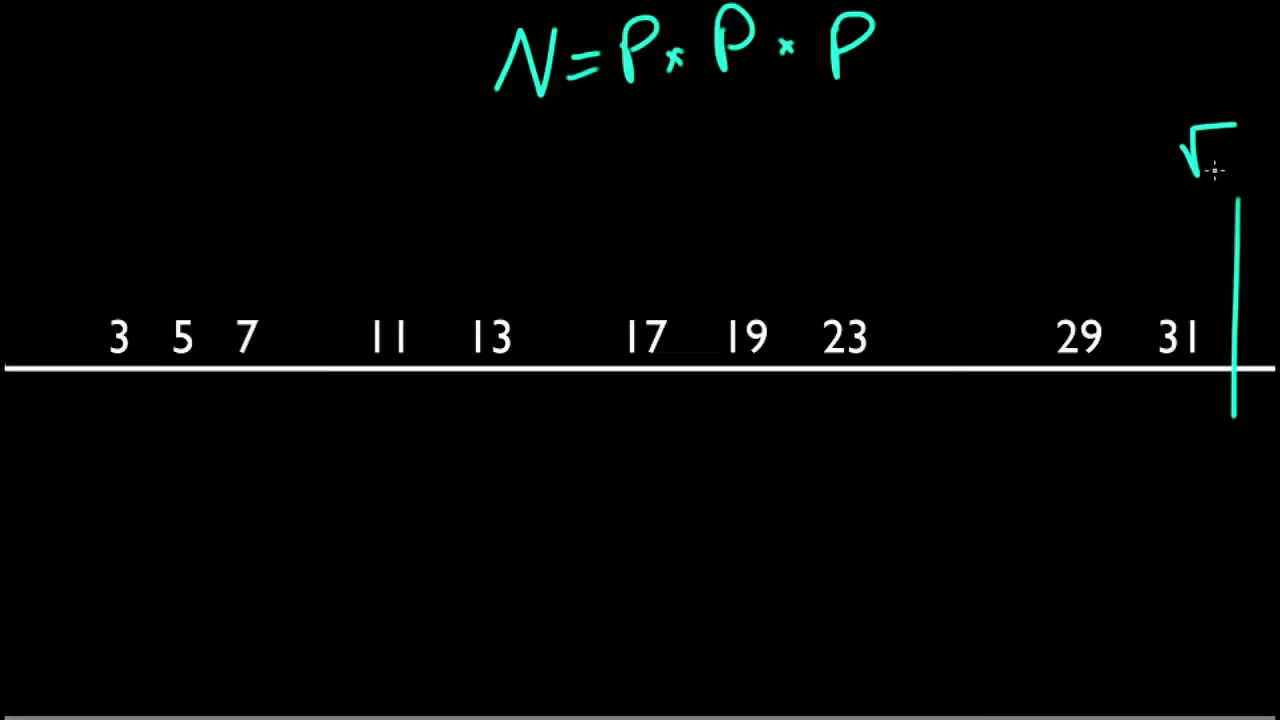 N = P × P × P
√
3 5 7 11 13 17 19 23 29 31